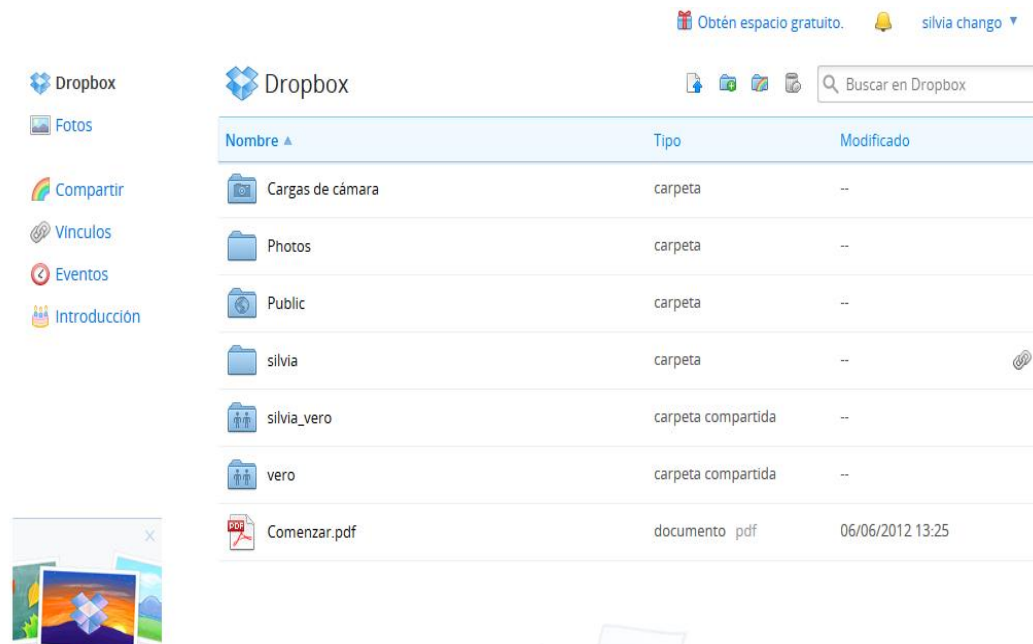 Obtén espacio gratuito. silvia chango
Dropbox
Fotos
Compartir
Vínculos
Eventos
Introducción
Dropbox Buscar en Dropbox
Nombre Tipo Modificado
Cargas de cámara carpeta --
Photos carpeta --
Public carpeta --
silvia carpeta --
silvia_vero carpeta compartida --
vero carpeta compartida --
PDF Comenzar.pdf documento pdf 06/06/2012 13:25